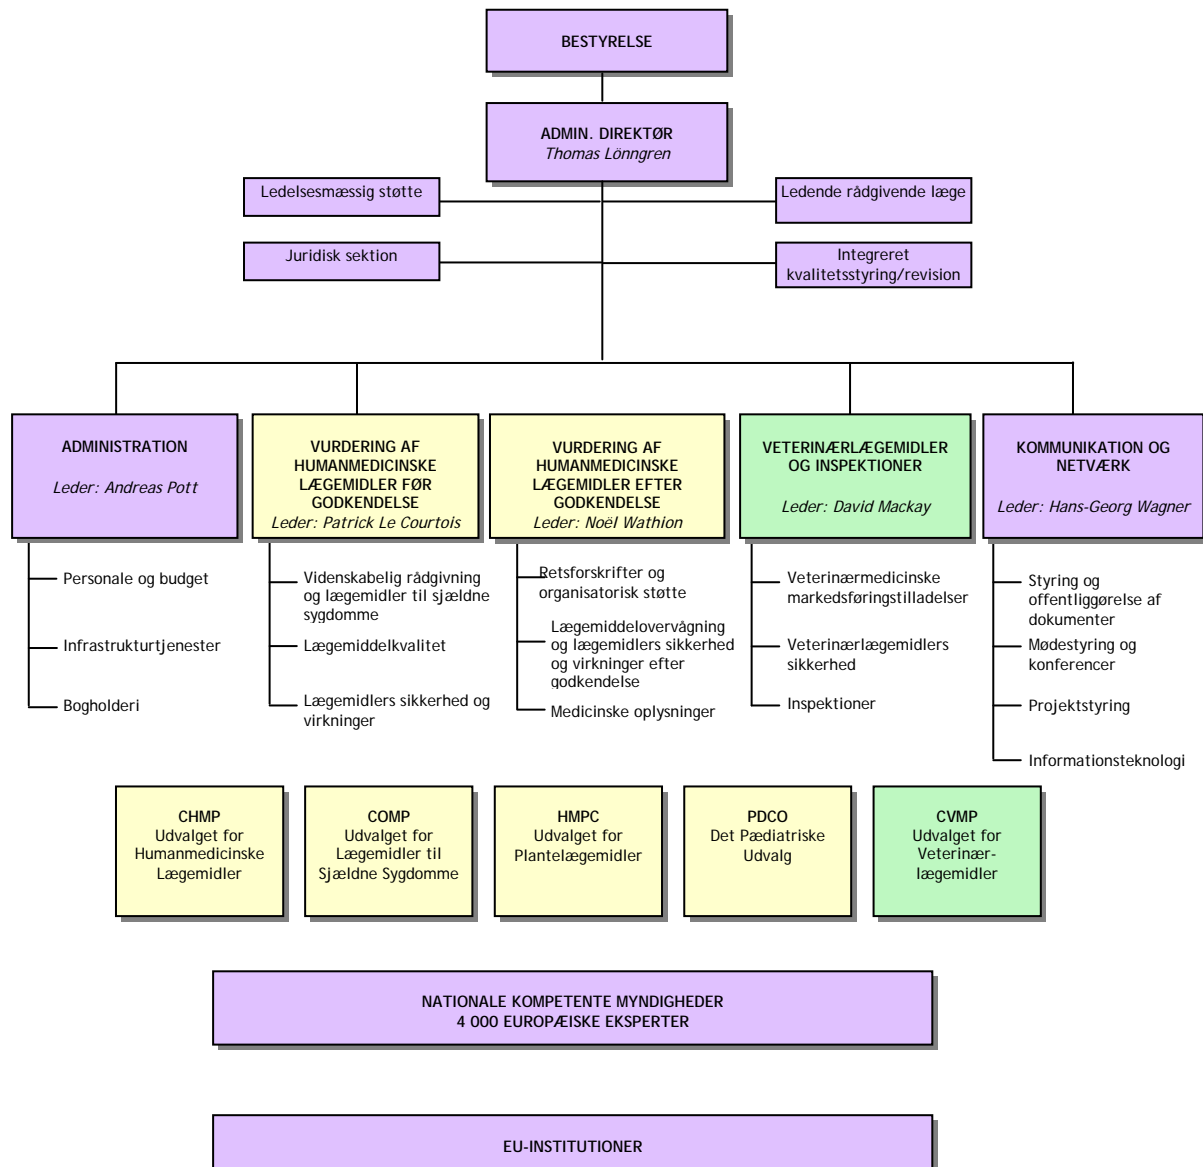 BESTYRELSE
ADMIN. DIREKTØR
Thomas Lönngren
Ledelsesmæssig støtte
Ledende rådgivende læge
Juridisk sektion
Integreret
kvalitetsstyring/revision
ADMINISTRATION
Leder: Andreas Pott
VURDERING AF
HUMANMEDICINSKE
LÆGEMIDLER FØR
GODKENDELSE
Leder: Patrick Le Courtois
VURDERING AF
HUMANMEDICINSKE
LÆGEMIDLER EFTER
GODKENDELSE
Leder: Noël Wathion
VETERINÆRLÆGEMIDLER
OG INSPEKTIONER
Leder: David Mackay
KOMMUNIKATION OG
NETVÆRK
Leder: Hans-Georg Wagner
Personale og budget
Infrastrukturtjenester
Bogholderi
Videnskabelig rådgivning
og lægemidler til sjældne
sygdomme
Lægemiddelkvalitet
Lægemidlers sikkerhed og
virkninger
Retsforskrifter og
organisatorisk støtte
Lægemiddelovervågning
og lægemidlers sikkerhed
og virkninger efter
godkendelse
Medicinske oplysninger
Veterinærmedicinske
markedsføringstilladelser
Veterinærlægemidlers
sikkerhed
Inspektioner
Styring og
offentliggørelse af
dokumenter
Mødestyring og
konferencer
Projektstyring
Informationsteknologi
CHMP
Udvalget for
Humanmedicinske
Lægemidler
COMP
Udvalget for
Lægemidler til
Sjældne Sygdomme
HMPC
Udvalget for
Plantelægemidler
PDCO
Det Pædiatriske
Udvalg
CVMP
Udvalget for
Veterinær-
lægemidler
NATIONALE KOMPETENTE MYNDIGHEDER
4 000 EUROPÆISKE EKSPERTER
EU-INSTITUTIONER